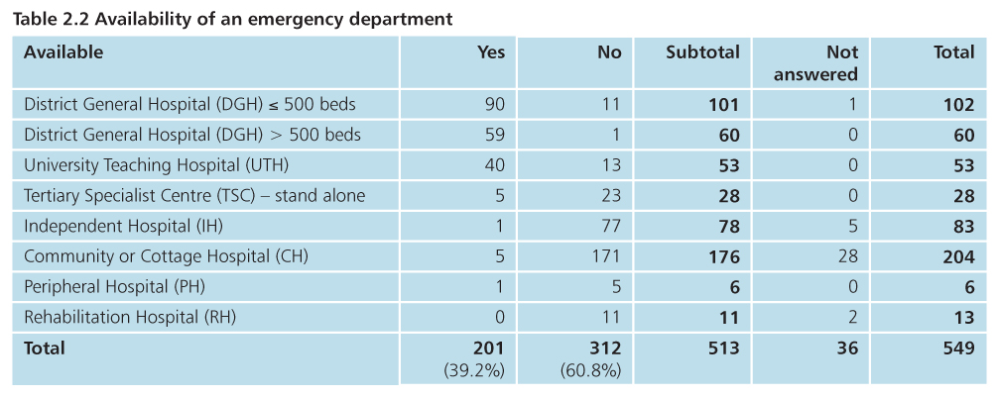 Table 2.2 Availability of an emergency department
Available Yes No Subtotal Not answered Total
District General Hospital (DGH) ≤ 500 beds 90 11 101 1 102
District General Hospital (DGH) > 500 beds 59 1 60 0 60
University Teaching Hospital (UTH) 40 13 53 0 53
Tertiary Specialist Centre (TSC) – stand alone 5 23 28 0 28
Independent Hospital (IH) 1 77 78 5 83
Community or Cottage Hospital (CH) 5 171 176 28 204
Peripheral Hospital (PH) 1 5 6 0 6
Rehabilitation Hospital (RH) 0 11 11 2 13
Total 201 312 513 36 549
(39.2%) (60.8%)